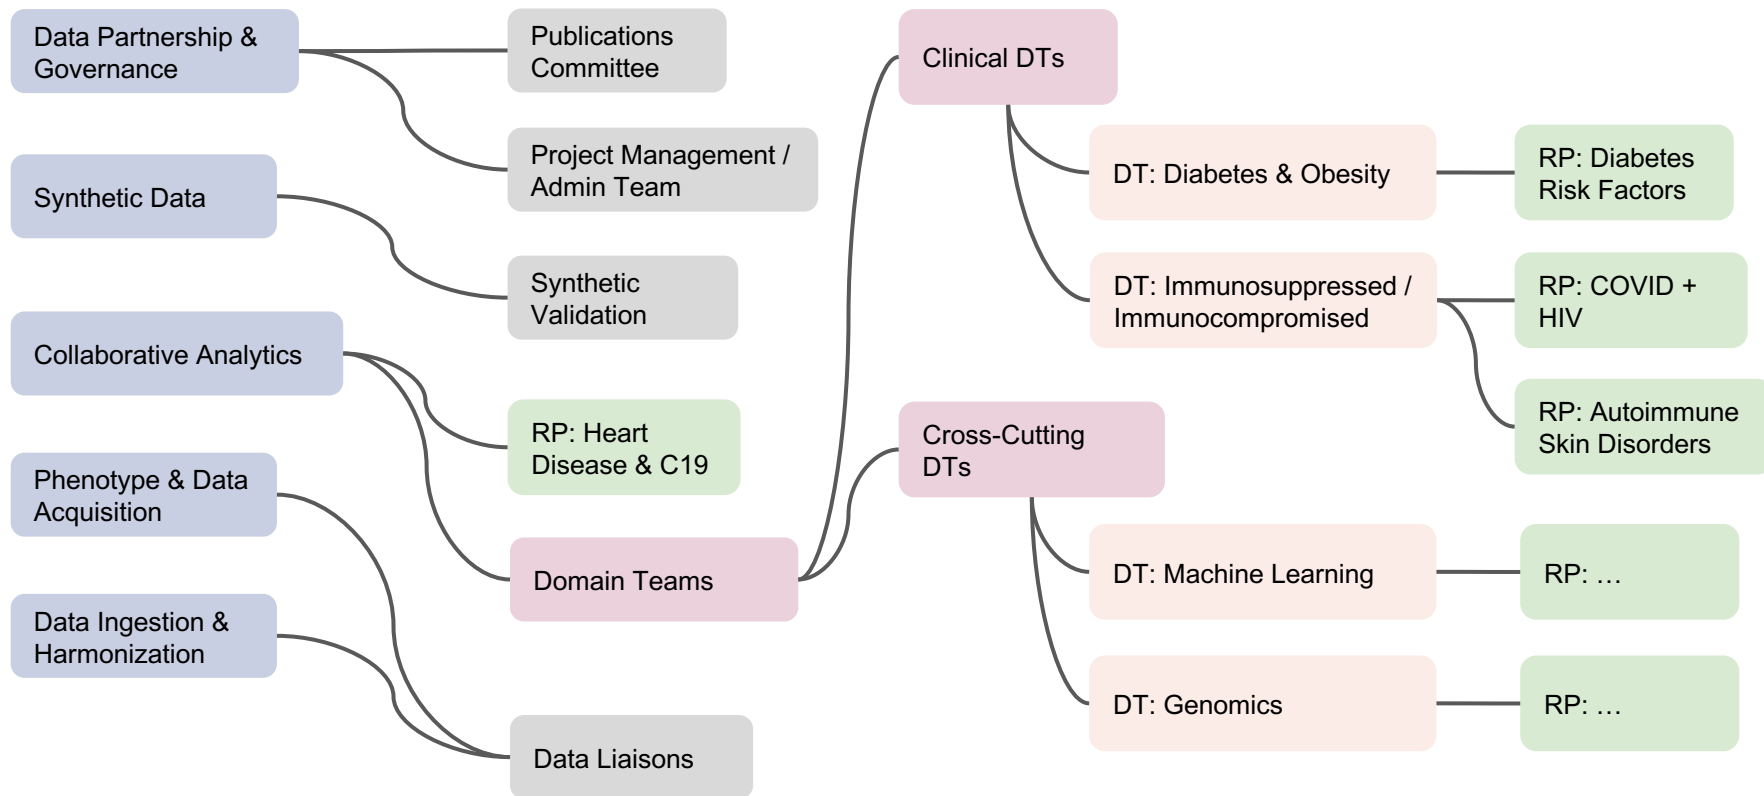 Data Partnership &
Governance
Publications
Committee
Project Management /
Admin Team
Synthetic Data
Synthetic
Validation
Collaborative Analytics
RP: Heart
Disease & C19
Phenotype & Data
Acquisition
Domain Teams
Data Ingestion &
Harmonization
Data Liaisons
Clinical DTs
DT: Diabetes & Obesity
RP: Diabetes
Risk Factors
DT: Immunosuppressed /
Immunocompromised
RP: COVID +
HIV
RP: Autoimmune
Skin Disorders
Cross-Cutting
DTs
DT: Machine Learning
RP: …
DT: Genomics
RP: …